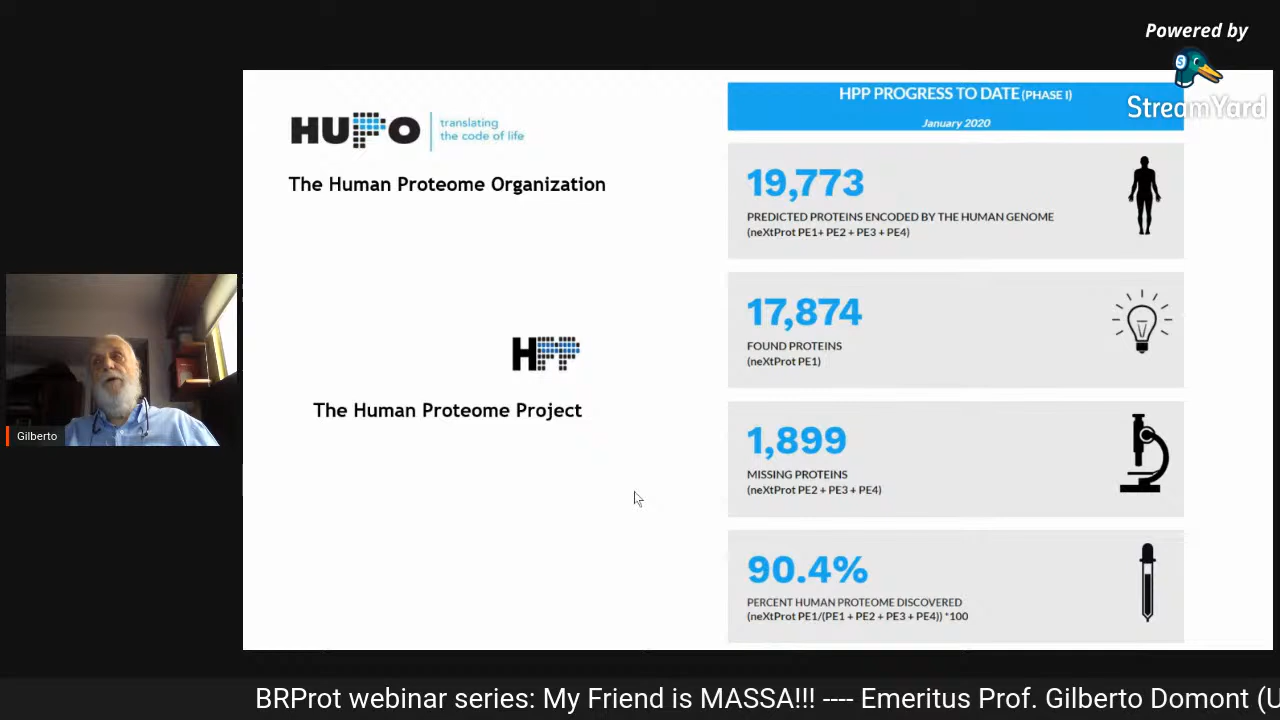 Powered by
StreamYard
HUPO
translating
the code of life
The Human Proteome Organization
HPP
The Human Proteome Project
HPP PROGRESS TO DATE (PHASE I)
January 2020
19,773
PREDICTED PROTEINS ENCODED BY THE HUMAN GENOME
(neXtProt PE1+ PE2 + PE3 + PE4)
17,874
FOUND PROTEINS
(neXtProt PE1)
1,899
MISSING PROTEINS
(neXtProt PE2 + PE3 + PE4)
90.4%
PERCENT HUMAN PROTEOME DISCOVERED
(neXtProt PE1/(PE1 + PE2 + PE3 + PE4)) *100
Gilberto
BRProt webinar series: My Friend is MASSA!!! ---- Emeritus Prof. Gilberto Domont (U